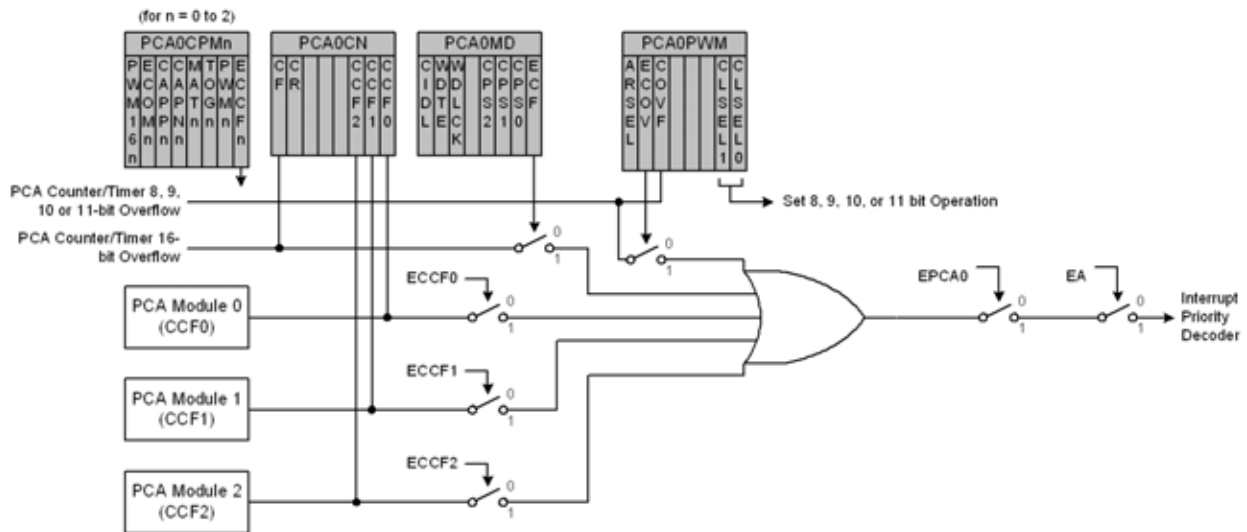 (for n = 0 to 2)
PCA0CPMn
PWM16n
ECOMn
CAPPn
CAPNn
MATn
TOGn
PWMn
ECCFn
PCA0CN
CF
CR
CCF2
CCF1
CCF0
PCA0MD
CIDL
WDTE
WDLCK
CPS2
CPS1
CPS0
ECF
PCA0PWM
ARSEL
ECOV
COVF
CLSEL1
CLSEL0
PCA Counter/Timer 8, 9,
10 or 11-bit Overflow
Set 8, 9, 10, or 11 bit Operation
PCA Counter/Timer 16-
bit Overflow
0
1
0
1
PCA Module 0
(CCF0)
ECCF0
0
1
EPCA0
0
1
EA
0
1
Interrupt
Priority
Decoder
PCA Module 1
(CCF1)
ECCF1
0
1
PCA Module 2
(CCF2)
ECCF2
0
1